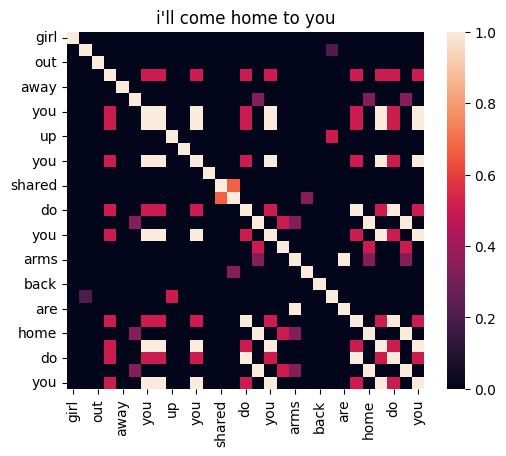 i'll come home to you
girl
out
away
you
up
you
shared
do
you
arms
back
are
home
do
you
1.0
0.8
0.6
0.4
0.2
0.0
girl
out
away
you
up
you
shared
do
you
arms
back
are
home
do
you